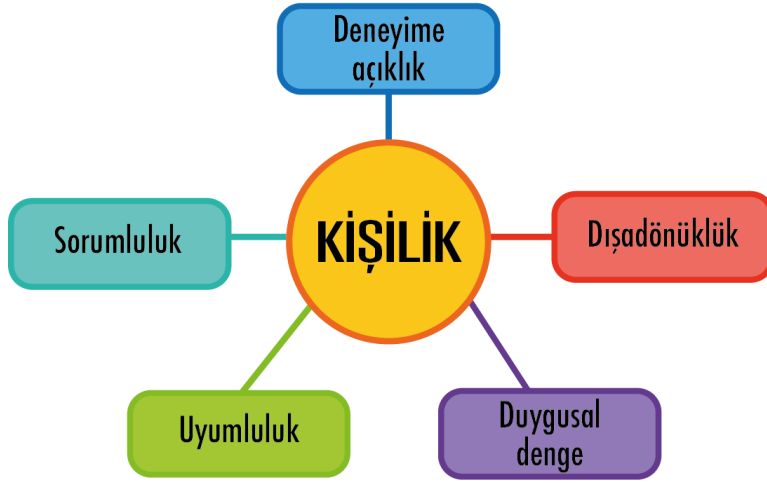 Deneyime
açıklık
Sorumluluk
KİŞİLİK
Dışadönüklük
Uyumluluk
Duygusal
denge